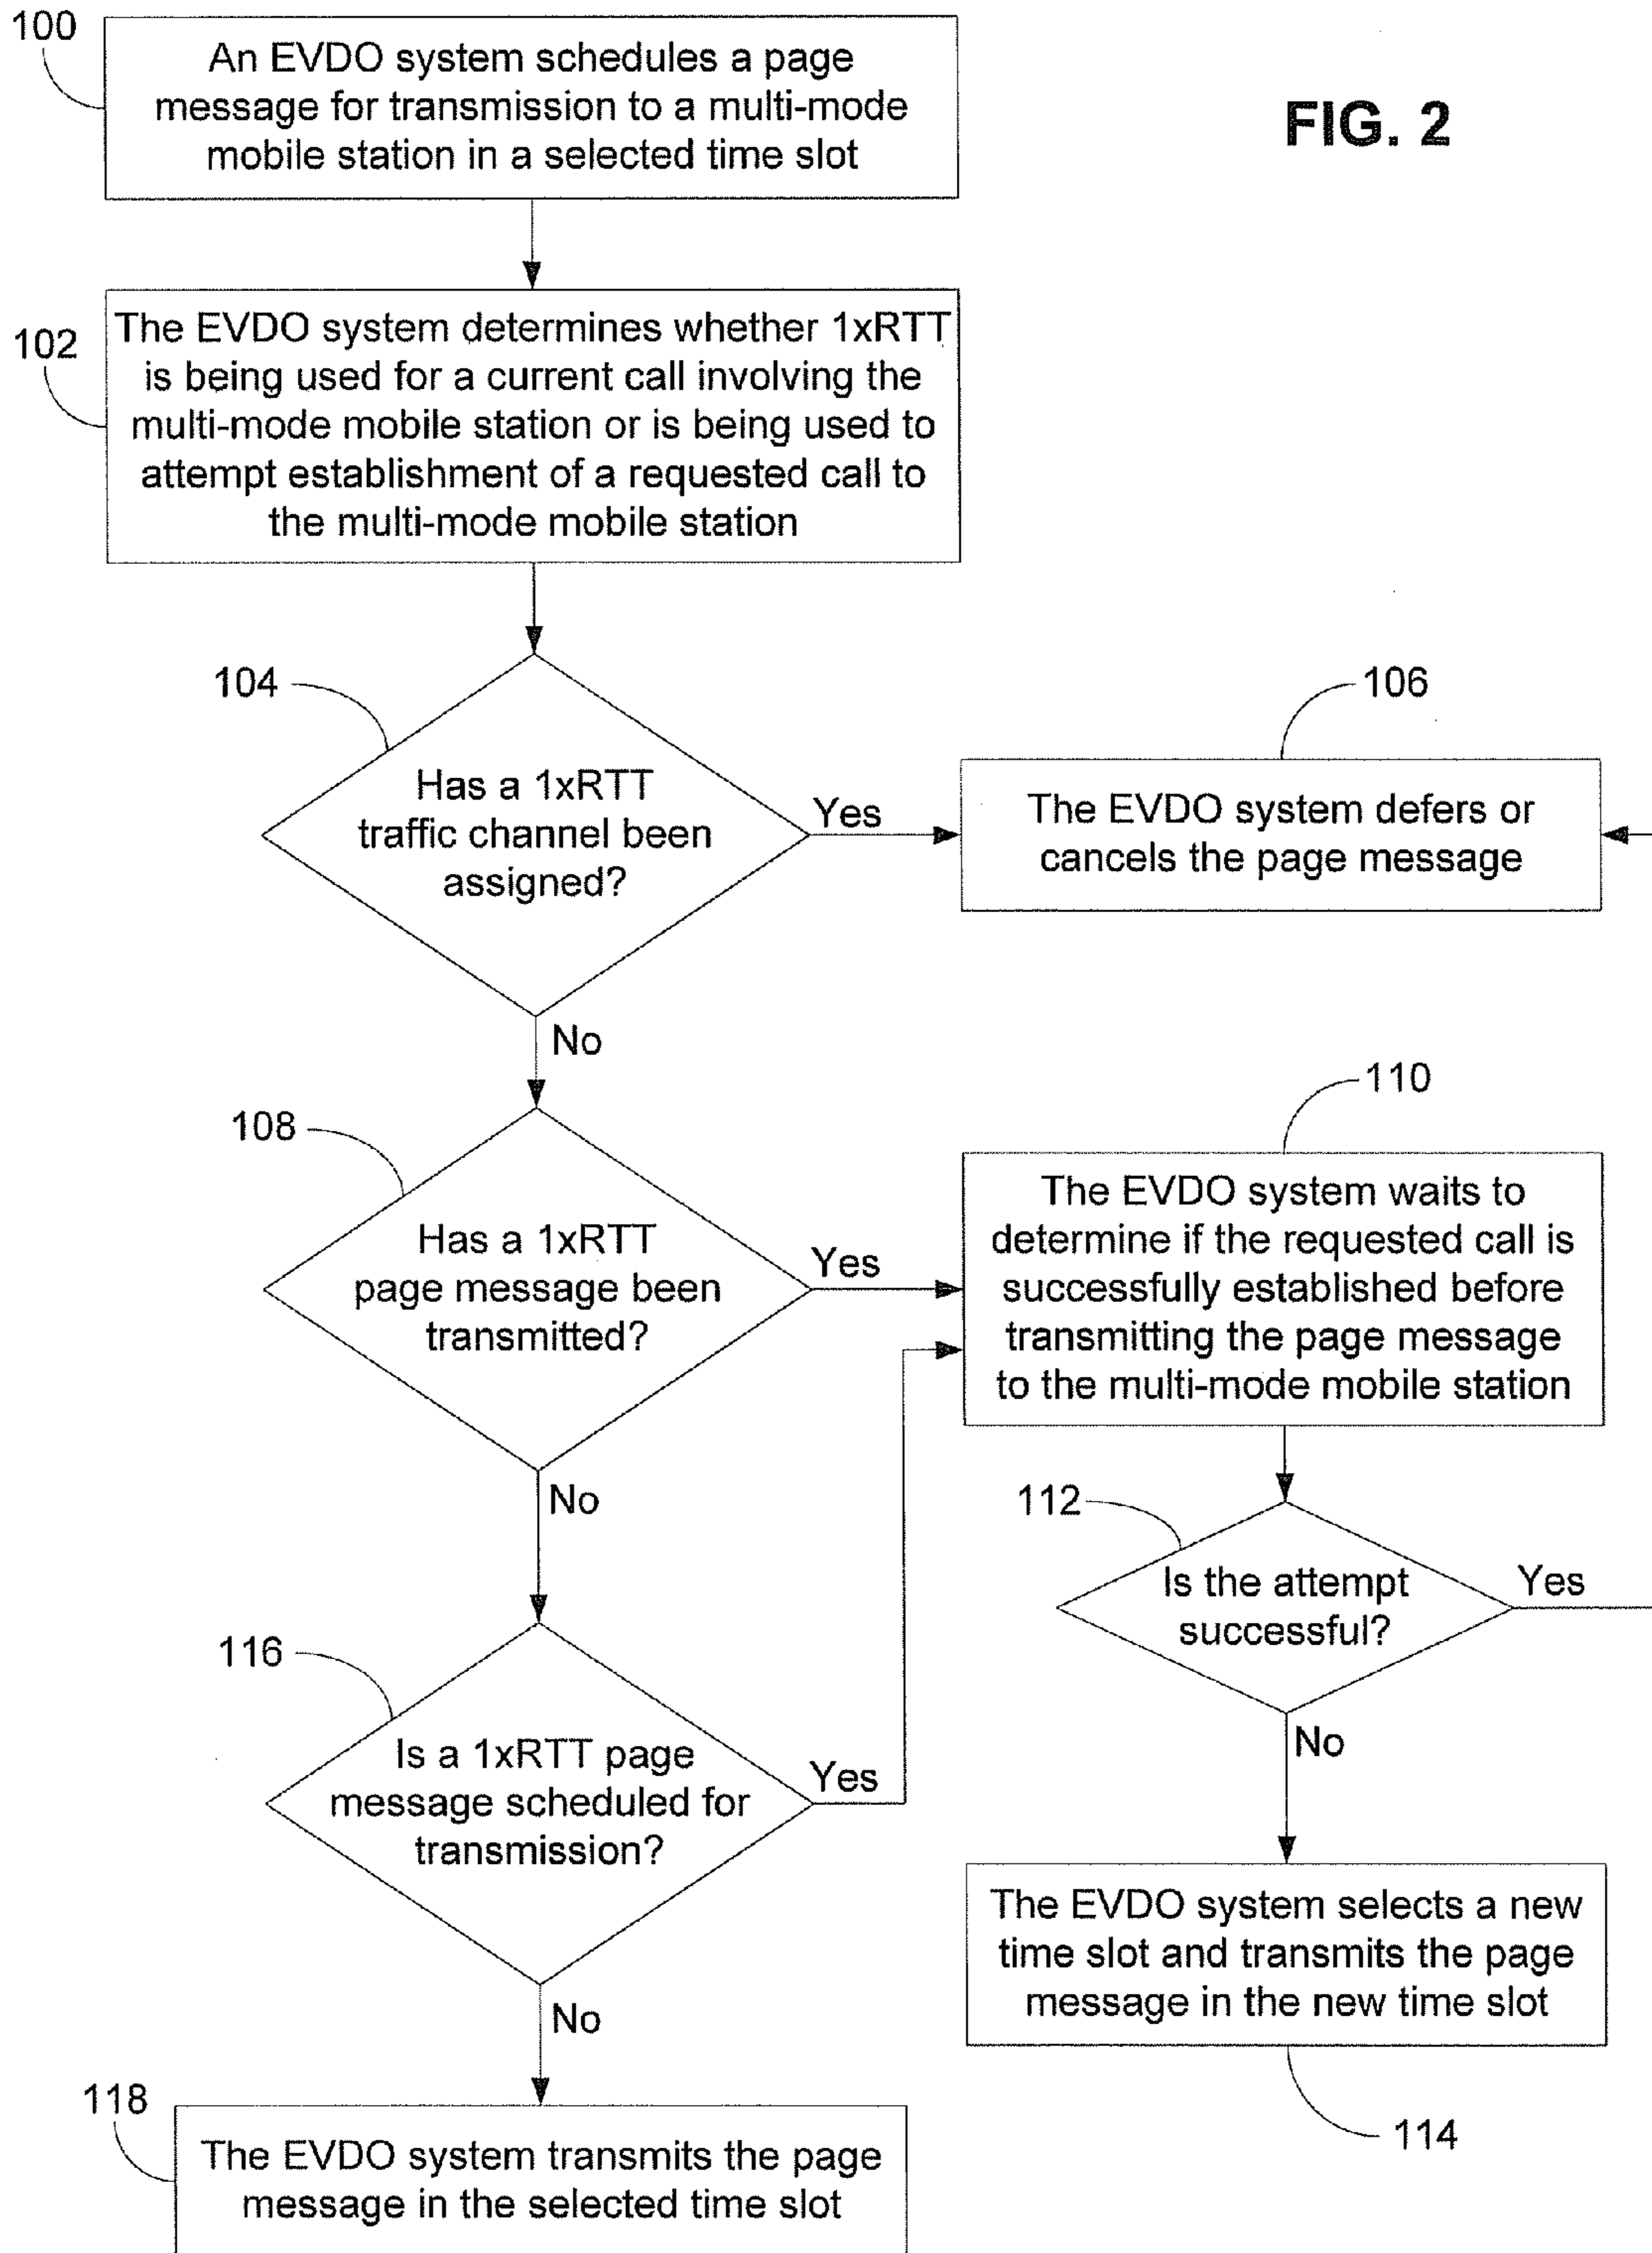 100
An EVDO system schedules a page
message for transmission to a multi-mode
mobile station in a selected time slot
FIG. 2
102
The EVDO system determines whether 1xRTT
is being used for a current call involving the
multi-mode mobile station or is being used to
attempt establishment of a requested call to
the multi-mode mobile station
104
Has a 1xRTT
traffic channel been
assigned?
Yes
106
The EVDO system defers or
cancels the page message
No
108
Has a 1xRTT
page message been
transmitted?
Yes
110
The EVDO system waits to
determine if the requested call is
successfully established before
transmitting the page message
to the multi-mode mobile station
No
112
Is the attempt
successful?
Yes
116
Is a 1xRTT page
message scheduled for
transmission?
Yes
No
The EVDO system selects a new
time slot and transmits the page
message in the new time slot
114
No
118
The EVDO system transmits the page
message in the selected time slot